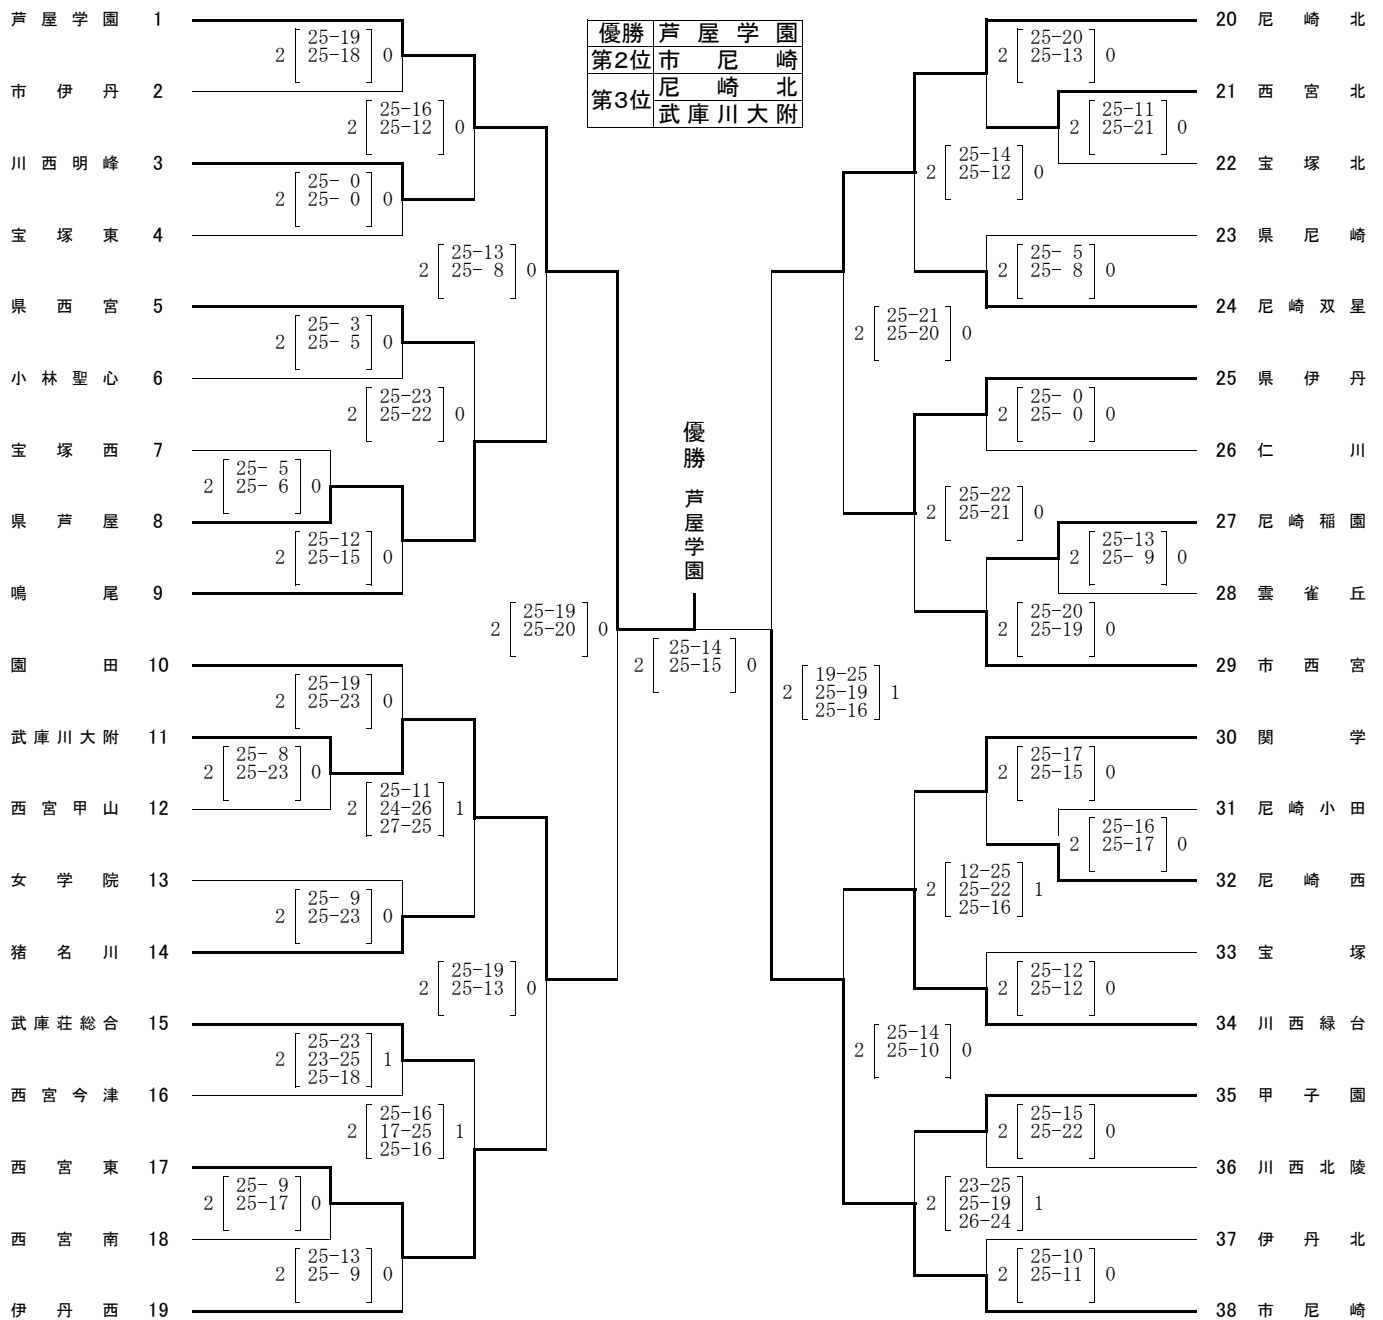 優勝 芦屋学園
第2位 市尼崎
第3位 尼崎北
武庫川大附
芦屋学園 1
2 25-19 0
25-18
市伊丹 2
2 25-16 0
25-12
川西明峰 3
2 25- 0 0
25- 0
宝塚東 4
2 25-13 0
25- 8
県西宮 5
2 25- 3 0
25- 5
小林聖心 6
2 25-23 0
25-22
宝塚西 7
2 25- 5 0
25- 6
県芦屋 8
2 25-12 0
25-15
鳴尾 9
2 25-19 0
25-20
園田 10
2 25-19 0
25-23
武庫川大附 11
2 25- 8 0
25-23
西宮甲山 12
2 25-11 1
24-26
27-25
女学院 13
2 25- 9 0
25-23
猪名川 14
2 25-19 0
25-13
武庫荘総合 15
2 25-23 1
23-25
25-18
西宮今津 16
2 25-16 1
17-25
25-16
西宮東 17
2 25- 9 0
25-17
西宮南 18
2 25-13 0
25- 9
伊丹西 19
優勝 芦屋学園
2 25-14 0
25-15
20 尼崎北
2 25-20 0
25-13
21 西宮北
2 25-11 0
25-21
22 宝塚北
2 25-14 0
25-12
23 県尼崎
2 25- 5 0
25- 8
24 尼崎双星
2 25-21 0
25-20
25 県伊丹
2 25- 0 0
25- 0
26 仁川
2 25-22 0
25-21
27 尼崎稲園
2 25-13 0
25- 9
28 雲雀丘
2 25-20 0
25-19
29 市西宮
2 19-25 1
25-19
25-16
30 関学
2 25-17 0
25-15
31 尼崎小田
2 25-16 0
25-17
32 尼崎西
2 12-25 1
25-22
25-16
33 宝塚
2 25-12 0
25-12
34 川西緑台
2 25-14 0
25-10
35 甲子園
2 25-15 0
25-22
36 川西北陵
2 23-25 1
25-19
26-24
37 伊丹北
2 25-10 0
25-11
38 市尼崎